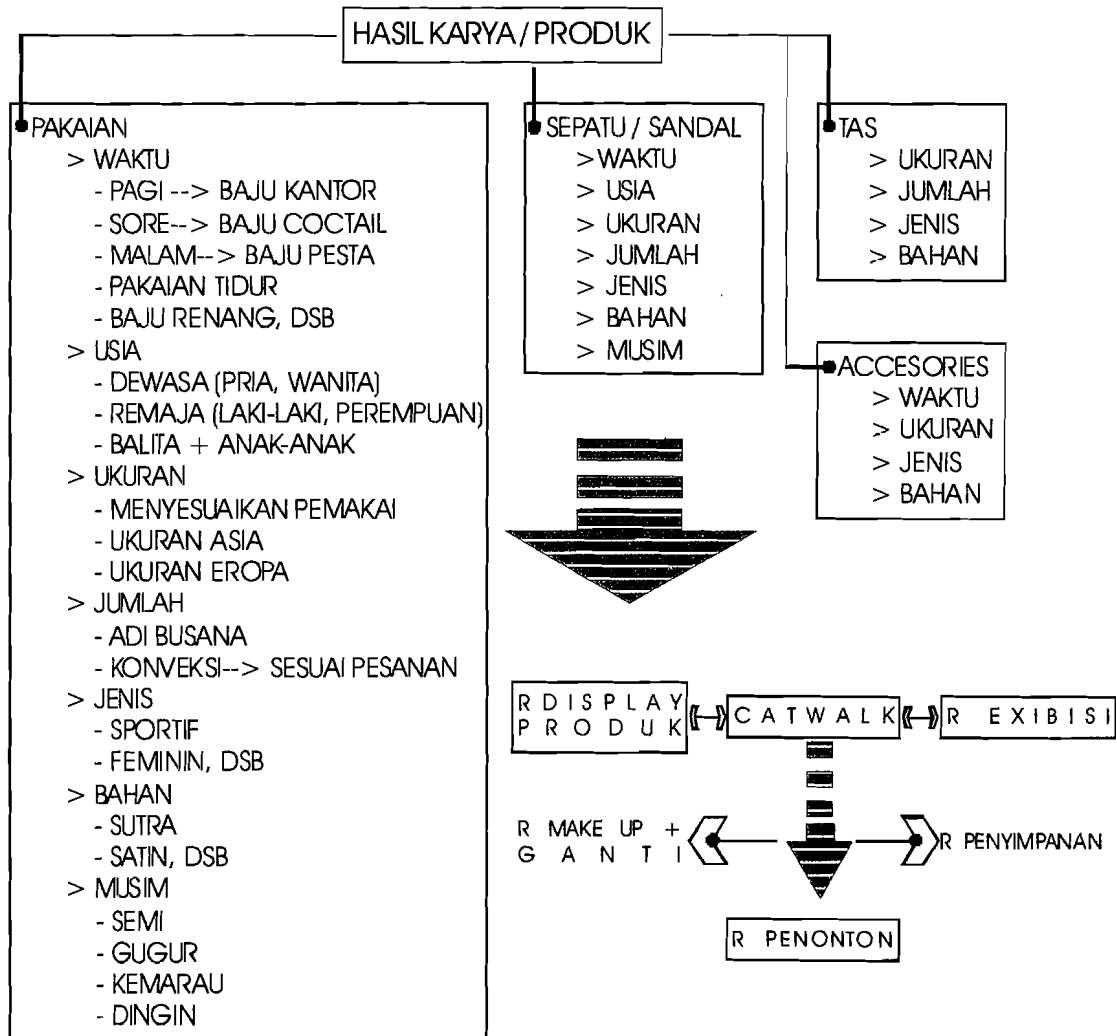 HASIL KARYA / PRODUK
PAKAIAN
> WAKTU
- PAGI --> BAJU KANTOR
- SORE--> BAJU COCTAIL
- MALAM--> BAJU PESTA
- PAKAIAN TIDUR
- BAJU RENANG, DSB
> USIA
- DEWASA (PRIA, WANITA)
- REMAJA (LAKI-LAKI, PEREMPUAN)
- BALITA + ANAK-ANAK
> UKURAN
- MENYESUAIKAN PEMAKAI
- UKURAN ASIA
- UKURAN EROPA
> JUMLAH
- ADI BUSANA
- KONVEKSI--> SESUAI PESANAN
> JENIS
- SPORTIF
- FEMININ, DSB
> BAHAN
- SUTRA
- SATIN, DSB
> MUSIM
- SEMI
- GUGUR
- KEMARAU
- DINGIN
SEPATU / SANDAL
>WAKTU
> USIA
> UKURAN
> JUMLAH
> JENIS
> BAHAN
> MUSIM
TAS
> UKURAN
> JUMLAH
> JENIS
> BAHAN
ACCESORIES
> WAKTU
> UKURAN
> JENIS
> BAHAN
R DISPLAY
PRODUK
CATWALK
R EXIBISI
R MAKE UP +
GANTI
R PENYIMPANAN
R PENONTON